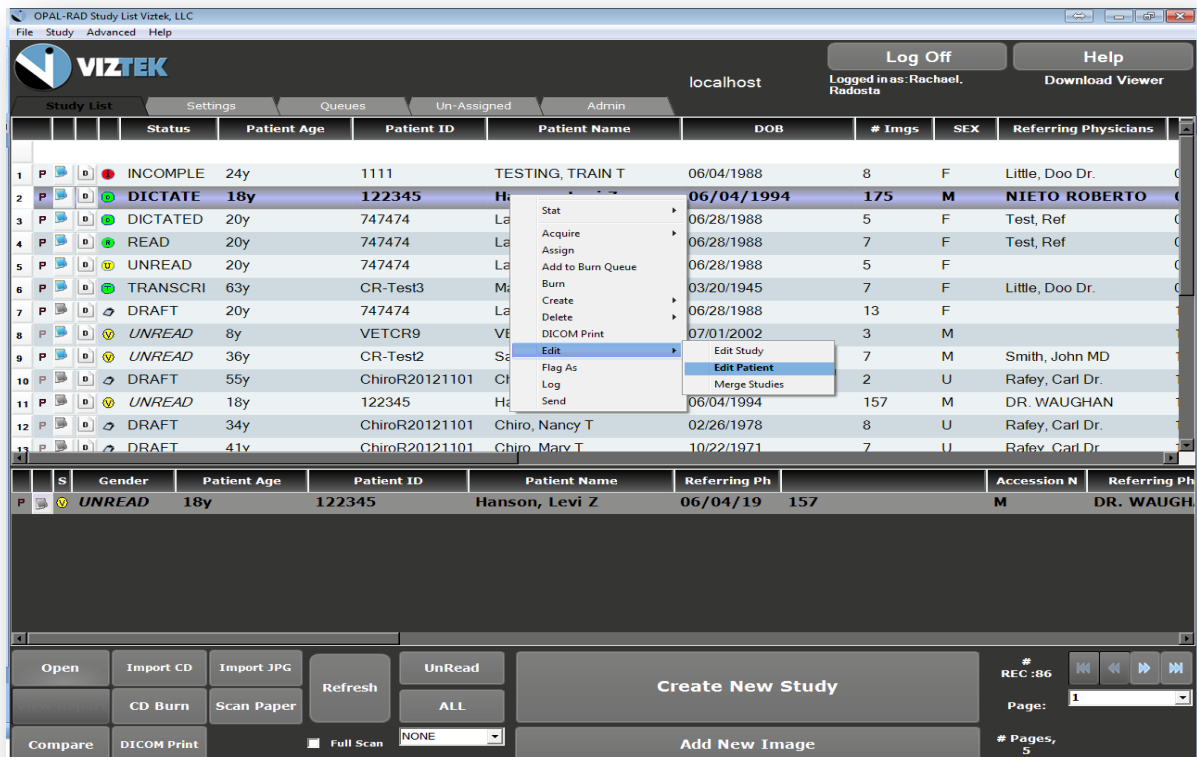 OPAL-RAD Study List Viztek, LLC
File Study Advanced Help
VIZTEK
localhost
Log Off
Help
Logged in as: Rachael, Radosta
Download Viewer
Study List Settings Queues Un-Assigned Admin
Status Patient Age Patient ID Patient Name DOB # Imgs SEX Referring Physicians
1 P D INCOMPLE 24y 1111 TESTING, TRAIN T 06/04/1988 8 F Little, Doo Dr.
2 P D D DICTATE 18y 122345 06/04/1994 175 M NIETO ROBERTO
3 P D D DICTATED 20y 747474 La 06/28/1988 5 F Test, Ref
4 P D R READ 20y 747474 La 06/28/1988 7 F Test, Ref
5 P D U UNREAD 20y 747474 La 06/28/1988 5 F
6 P D T TRANSCRI 63y CR-Test3 Ma 03/20/1945 7 F Little, Doo Dr.
7 P D DRAFT 20y 747474 La 06/28/1988 13 F
8 P D UNREAD 8y VETCR9 VE 07/01/2002 3 M
9 P D UNREAD 36y CR-Test2 Sa 7 M Smith, John MD
10 P D DRAFT 55y ChiroR20121101 Ch 2 U Rafey, Carl Dr.
11 P D UNREAD 18y 122345 Ha 06/04/1994 157 M DR. WAUGHAN
12 P D DRAFT 34y ChiroR20121101 Chiro, Nancy T 02/26/1978 8 U Rafey, Carl Dr.
13 P D DRAFT 41y ChiroR20121101 Chiro, Mary T 10/22/1971 7 U Rafey, Carl Dr.
Stat
Acquire
Assign
Add to Burn Queue
Burn
Create
Delete
DICOM Print
Edit
Flag As
Log
Send
Edit Study
Edit Patient
Merge Studies
S Gender Patient Age Patient ID Patient Name Referring Ph Accession N Referring Ph
P UNREAD 18y 122345 Hanson, Levi Z 06/04/19 157 M DR. WAUGH
Open Import CD Import JPG Refresh UnRead Create New Study # REC :86
CD Burn Scan Paper ALL Page: 1
Compare DICOM Print Full Scan NONE Add New Image # Pages, 5